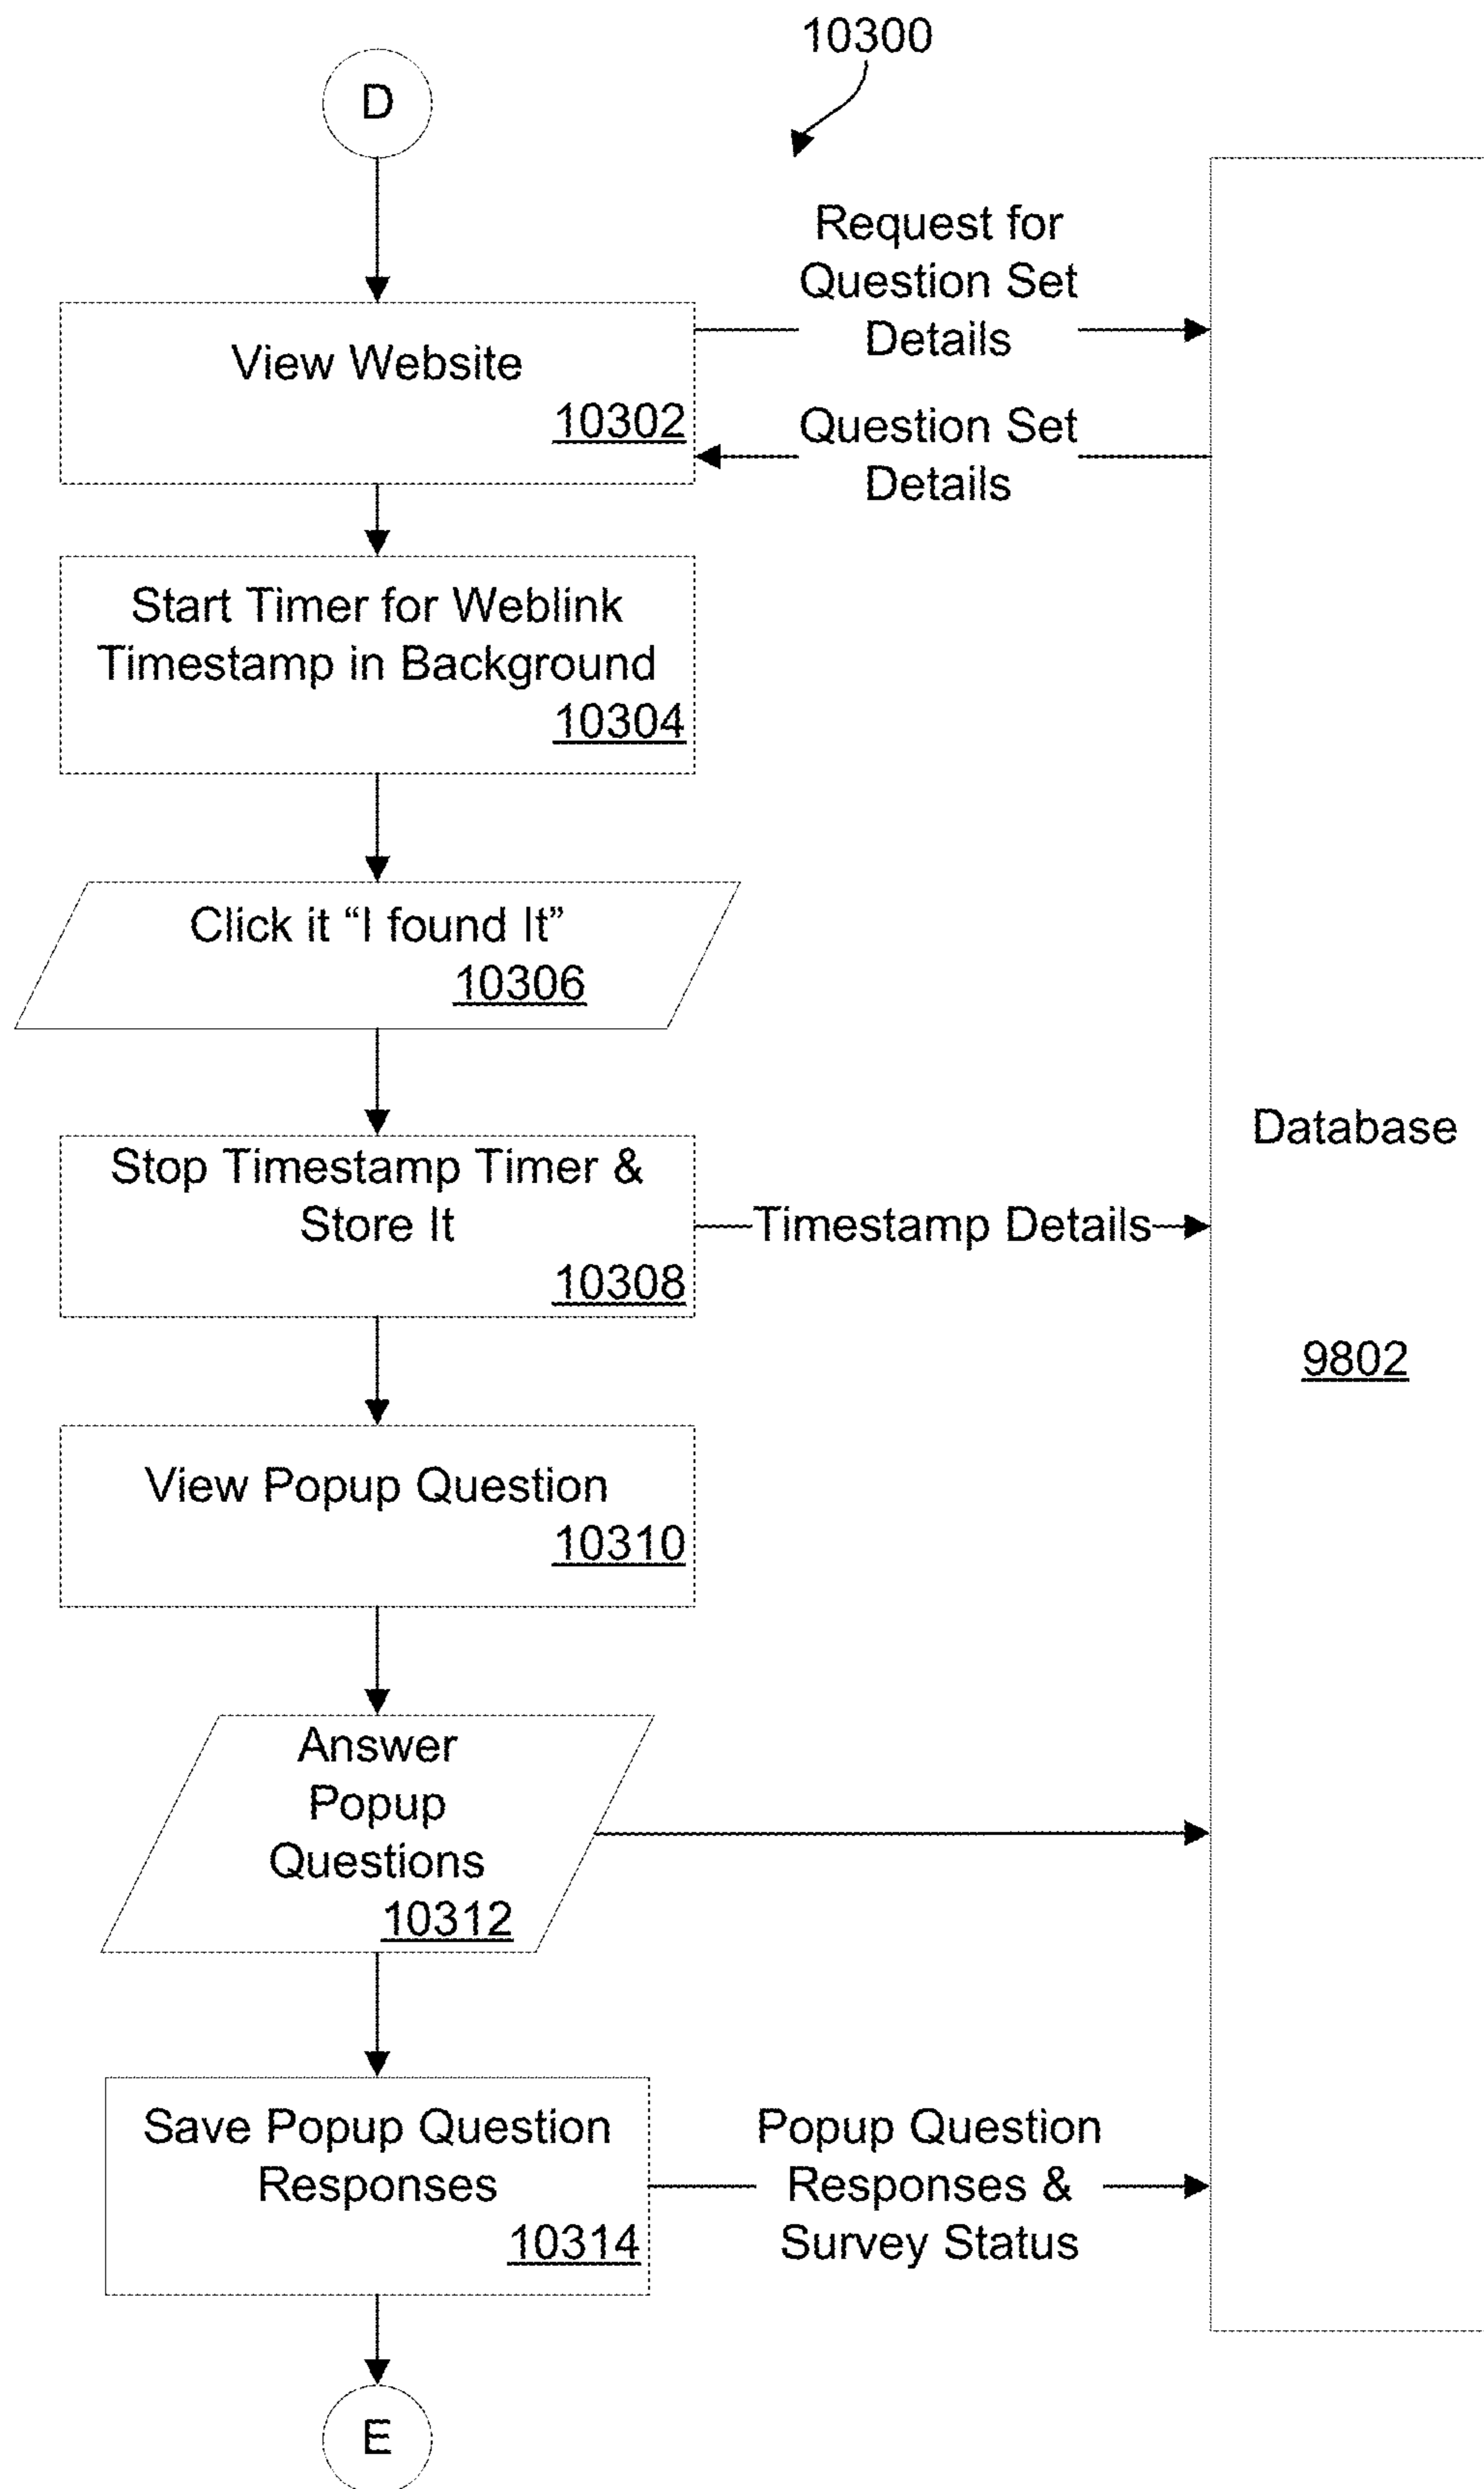 10300
D
Request for
Question Set
Details
View Website
10302
Question Set
Details
Start Timer for Weblink
Timestamp in Background
10304
Click it “I found It”
10306
Database
9802
Stop Timestamp Timer &
Store It
10308
Timestamp Details
View Popup Question
10310
Answer
Popup
Questions
10312
Save Popup Question
Responses
10314
Popup Question
Responses &
Survey Status
E